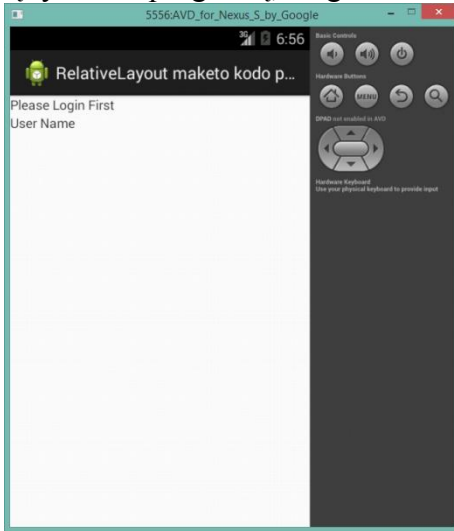 5556:AVD_for_Nexus_S_by_Google
3G 6:56
RelativeLayout maketo kodo p...
Please Login First
User Name
Basic Controls
Hardware Buttons
MENU
DPAD not enabled in AVD
Hardware Keyboard
Use your physical keyboard to provide input